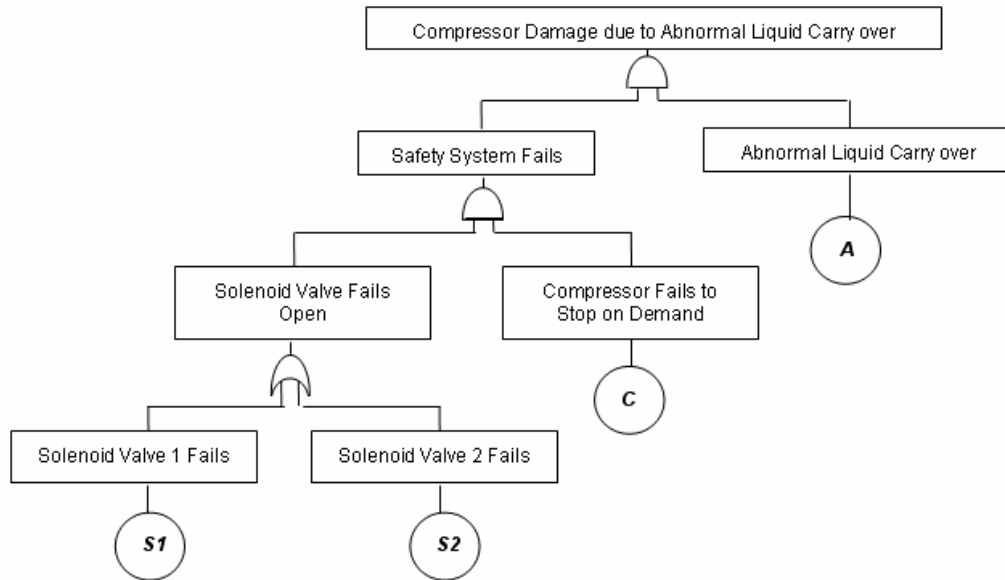 Compressor Damage due to Abnormal Liquid Carry over
Safety System Fails
Abnormal Liquid Carry over
A
Solenoid Valve Fails
Open
Compressor Fails to
Stop on Demand
C
Solenoid Valve 1 Fails
Solenoid Valve 2 Fails
S1
S2